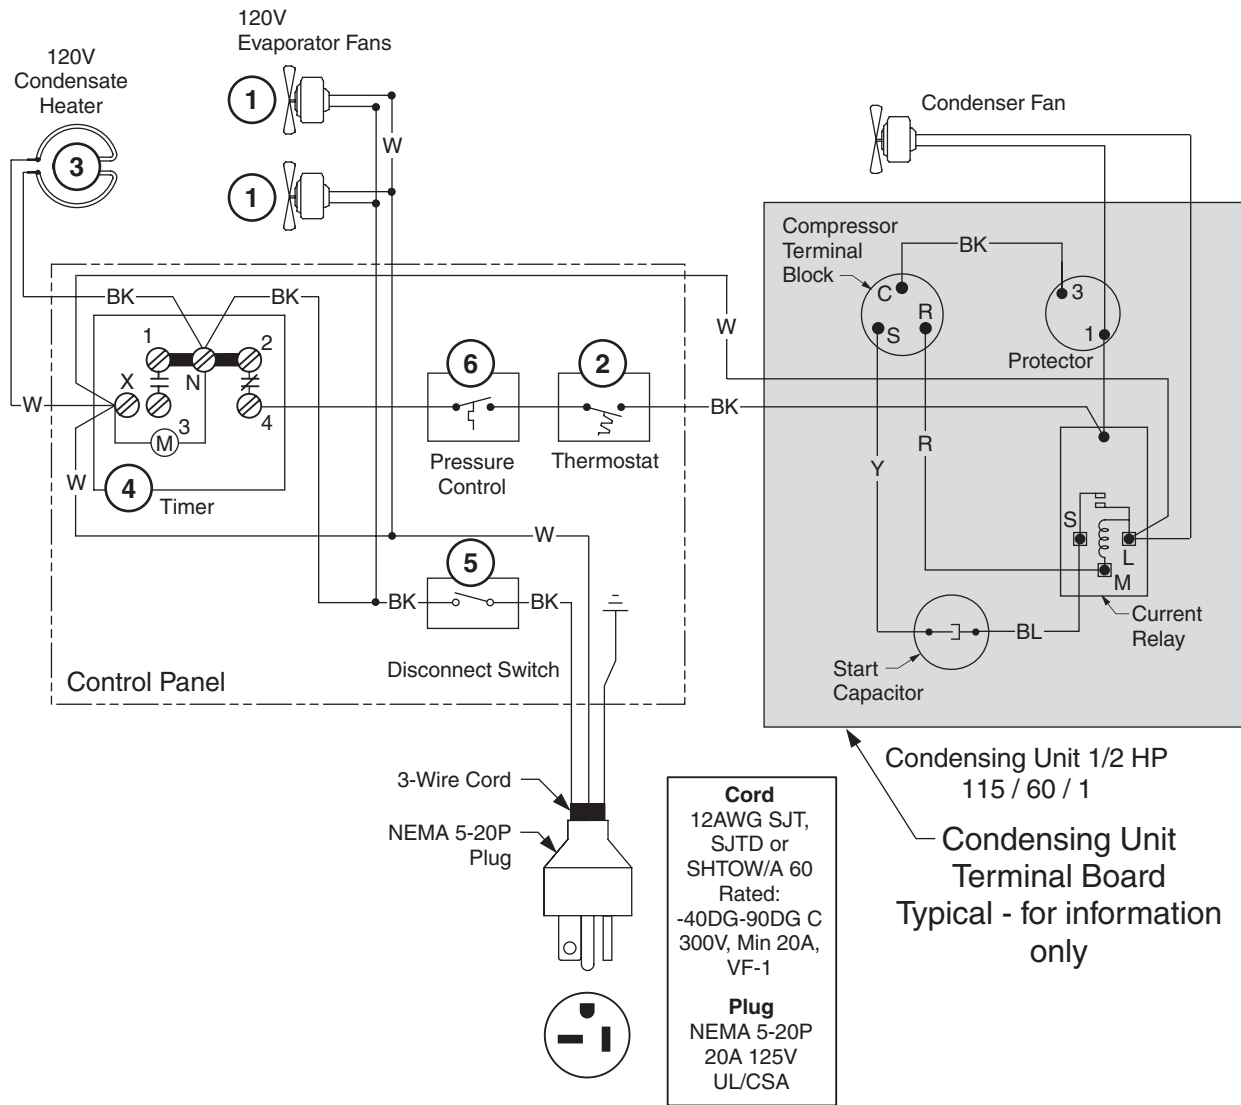 120V
Evaporator Fans
120V
Condensate
Heater
3
1
1
W
Condenser Fan
Compressor
Terminal
Block
BK
C
S
R
3
1
Protector
BK
BK
W
1
2
X
N
3
4
M
W
W
4
Timer
6
Pressure
Control
2
Thermostat
BK
W
5
BK
BK
Disconnect Switch
Control Panel
Y
R
S
L
M
BL
Current
Relay
Start
Capacitor
Condensing Unit 1/2 HP
115 / 60 / 1
Condensing Unit
Terminal Board
Typical - for information
only
3-Wire Cord
NEMA 5-20P
Plug
Cord
12AWG SJT,
SJTD or
SHTOW/A 60
Rated:
-40DG-90DG C
300V, Min 20A,
VF-1
Plug
NEMA 5-20P
20A 125V
UL/CSA